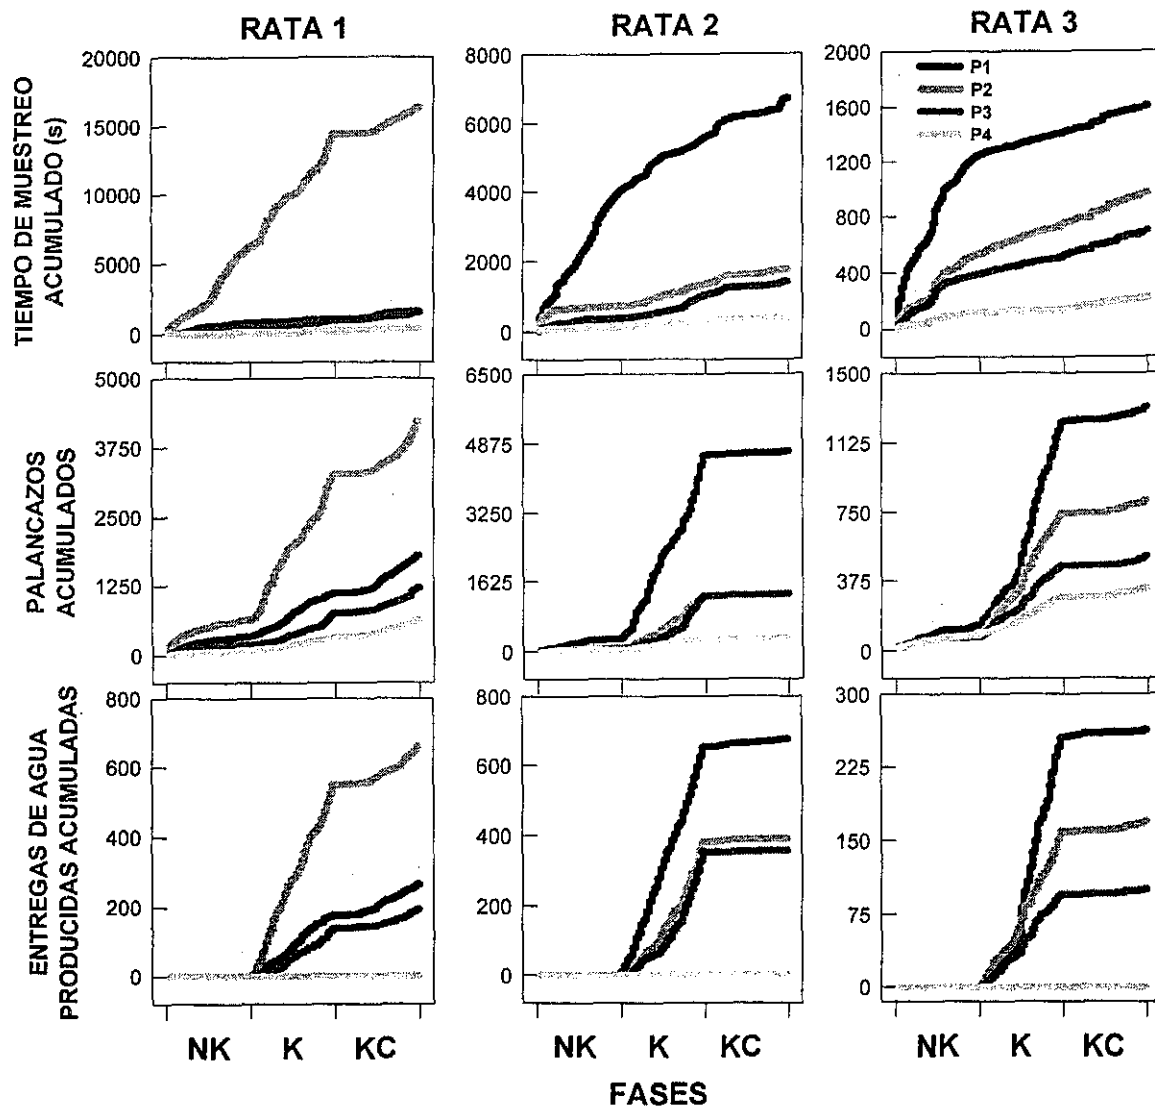 RATA 1
RATA 2
RATA 3
TIEMPO DE MUESTREO
ACUMULADO (s)
20000
15000
10000
5000
0
8000
6000
4000
2000
0
2000
1600
1200
800
400
0
P1
P2
P3
P4
PALANCAZOS
ACUMULADOS
5000
3750
2500
1250
0
6500
4875
3250
1625
0
1500
1125
750
375
0
ENTREGAS DE AGUA
PRODUCIDAS ACUMULADAS
800
600
400
200
0
800
600
400
200
0
300
225
150
75
0
NK K KC
NK K KC
NK K KC
FASES